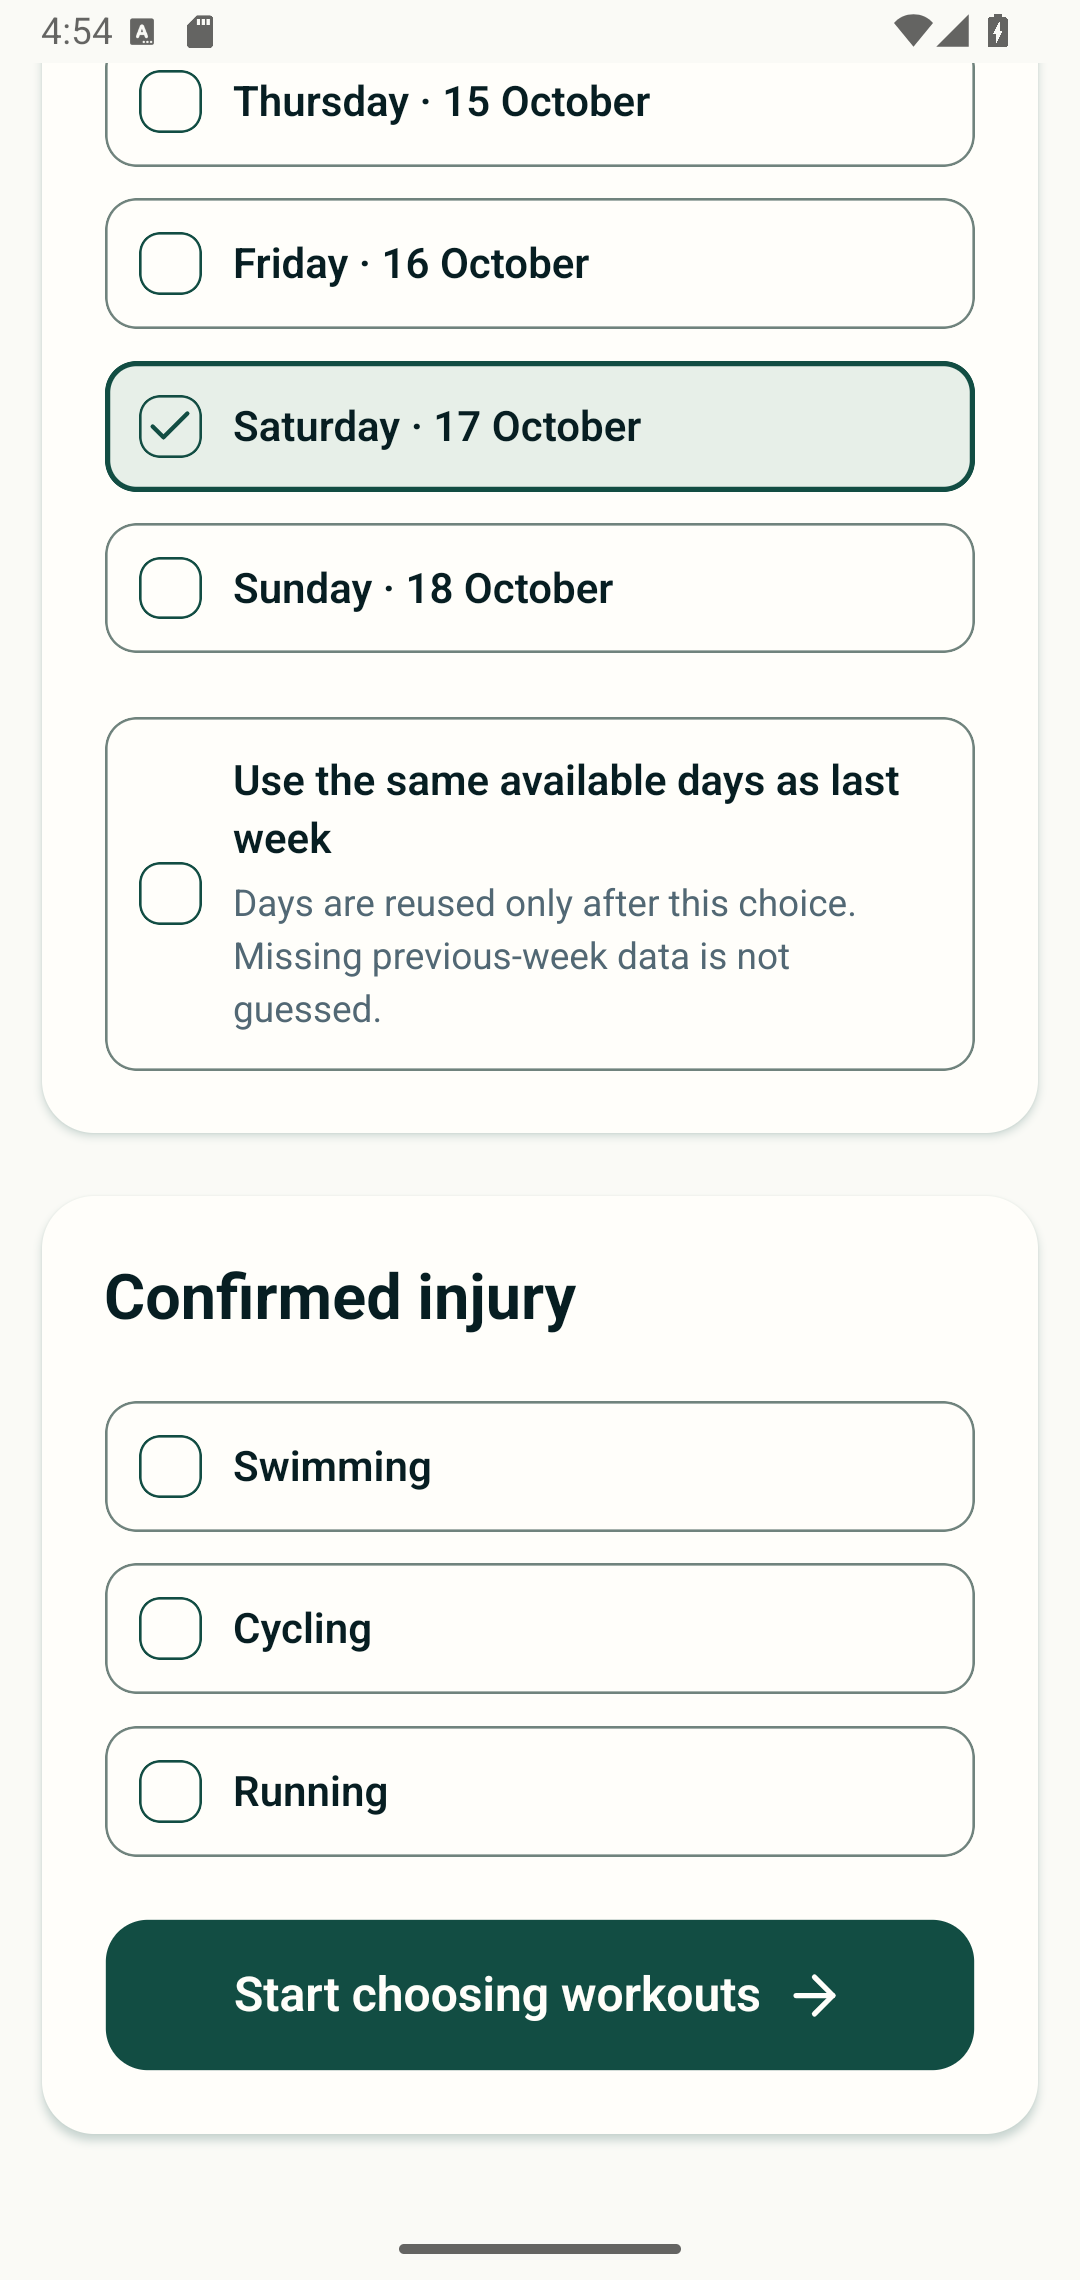 4:54
Thursday · 15 October
Friday · 16 October
Saturday · 17 October
Sunday · 18 October
Use the same available days as last
week
Days are reused only after this choice.
Missing previous-week data is not
guessed.
Confirmed injury
Swimming
Cycling
Running
Start choosing workouts